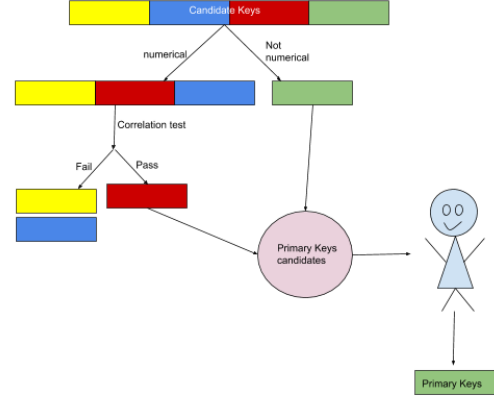 Candidate Keys
numerical
Not
numerical
Correlation test
Fail
Pass
Primary Keys
candidates
Primary Keys